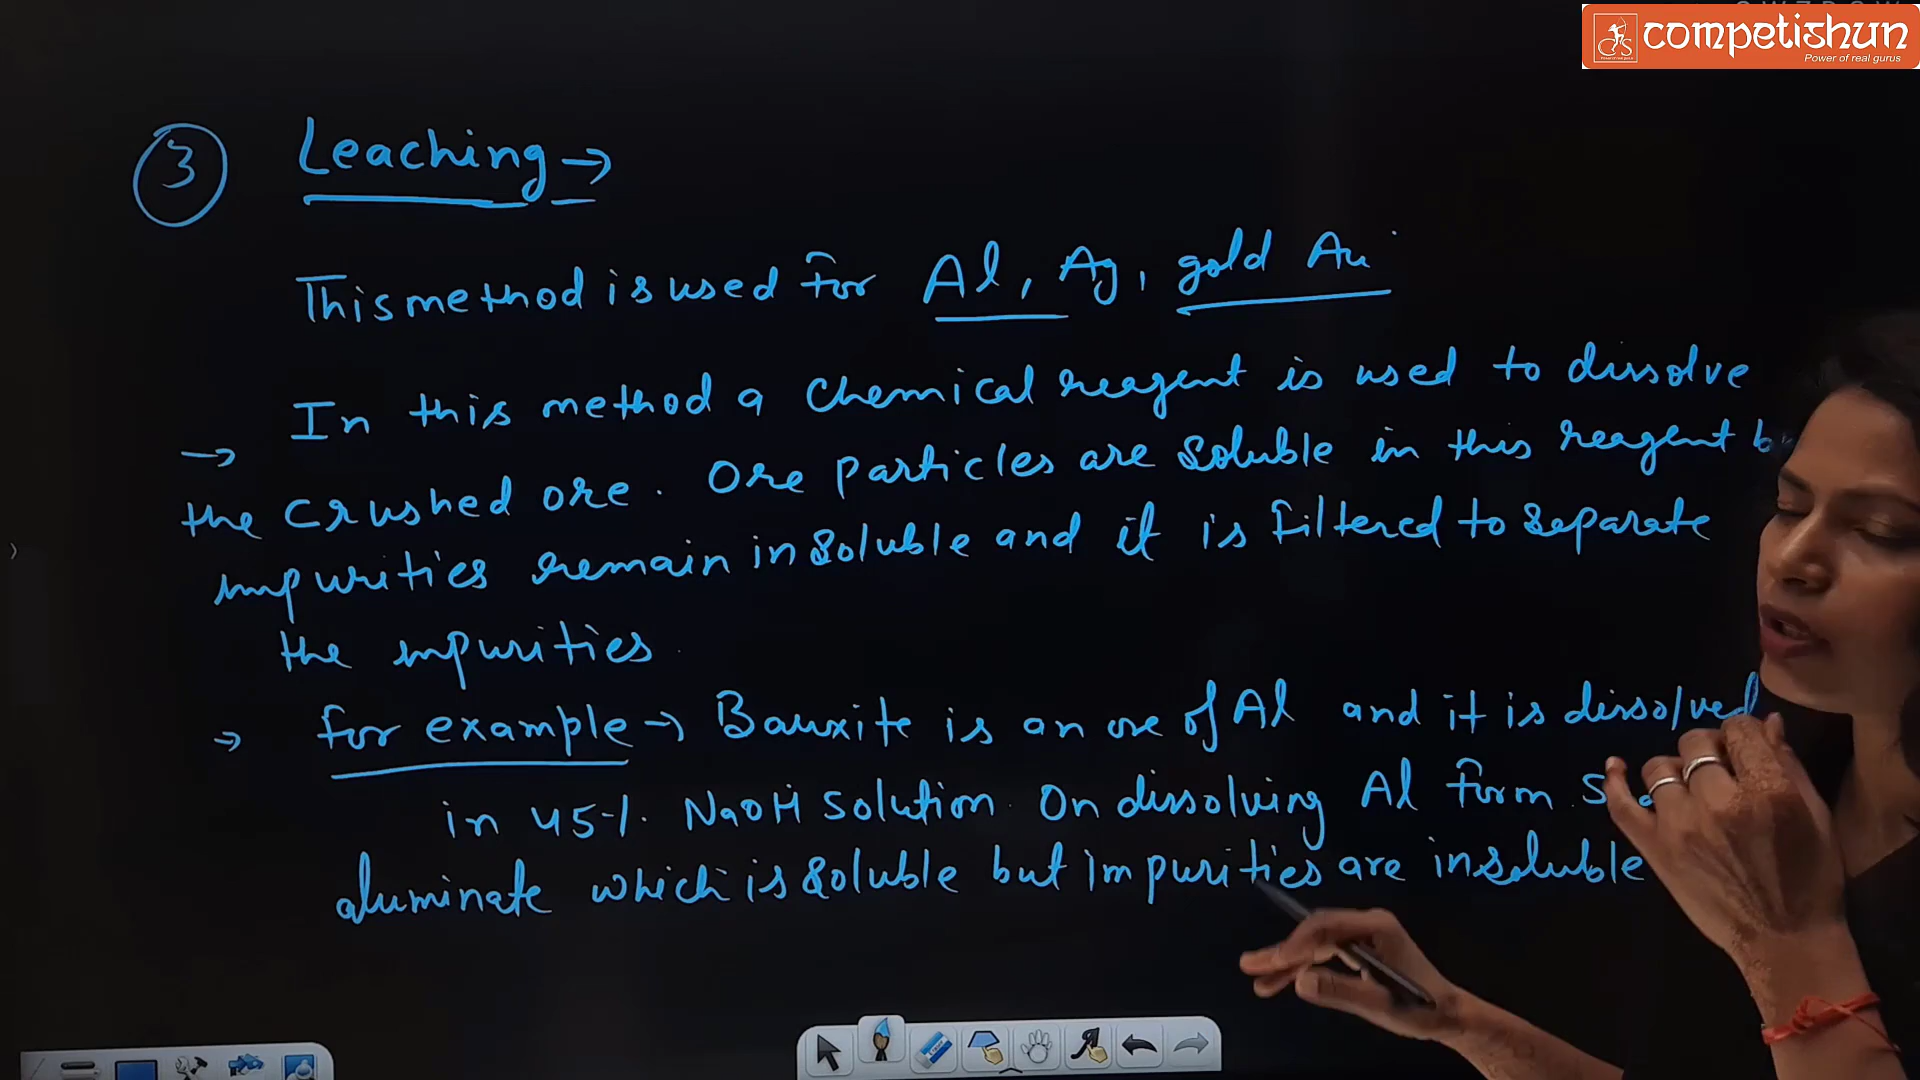 competishun
Power of real gurus
3 Leaching →
This method is used for Al, Ag, gold Au
→ In this method a chemical reagent is used to dissolve
the crushed ore. Ore particles are soluble in this reagent
impurities remain insoluble and it is filtered to separate
the impurities
→ for example → Bauxite is an ore of Al and it is dissolved
in 45% NaOH solution. On dissolving Al form
aluminate which is soluble but impurities are insoluble